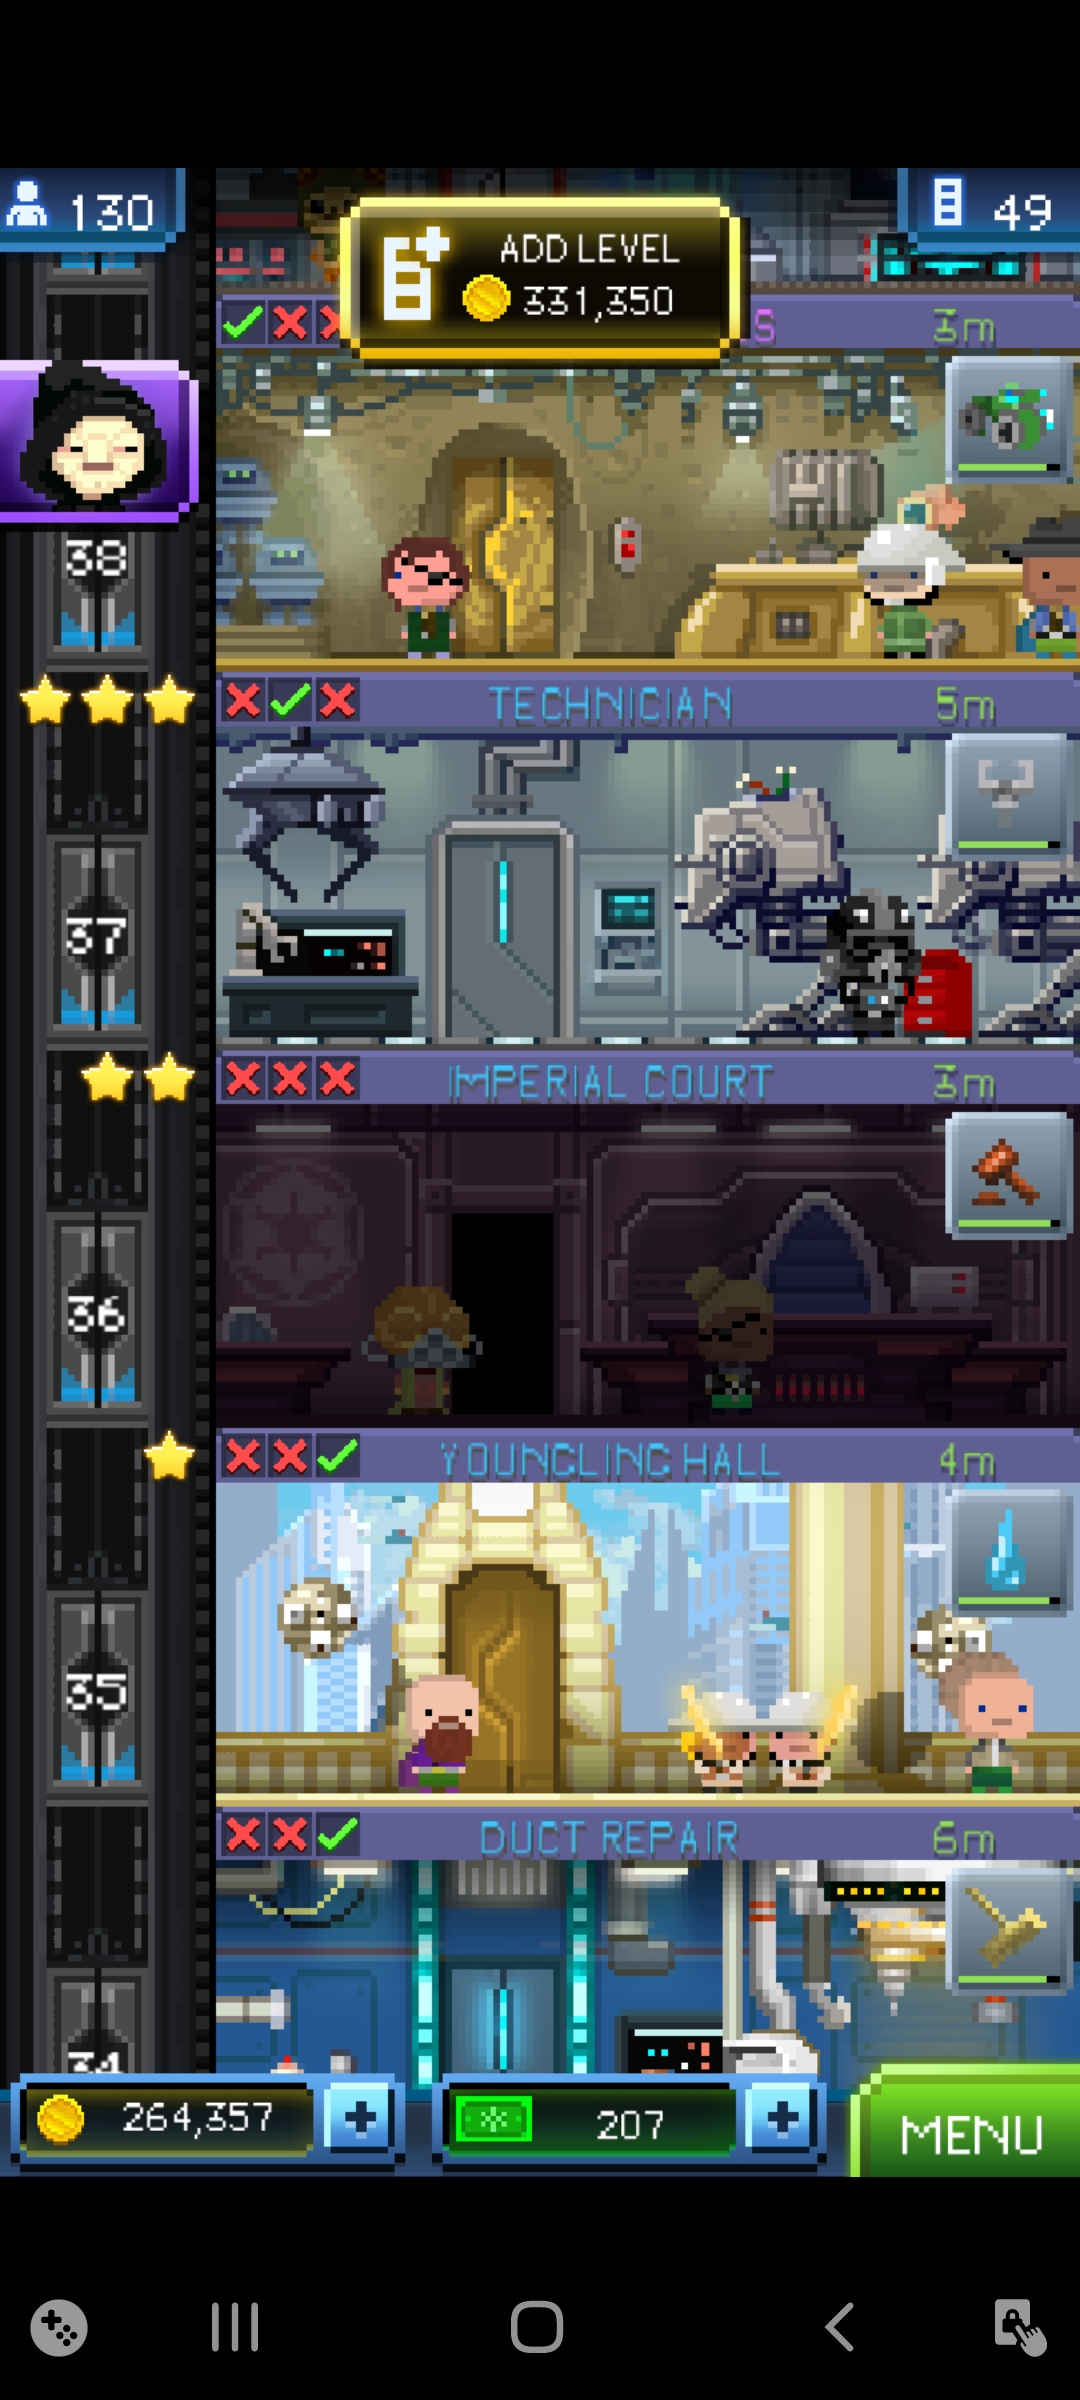 130
49
ADD LEVEL
331,350
S
3m
38
TECHNICIAN
5m
37
IMPERIAL COURT
3m
36
YOUNGLING HALL
4m
35
DUCT REPAIR
6m
34
264,357
207
MENU